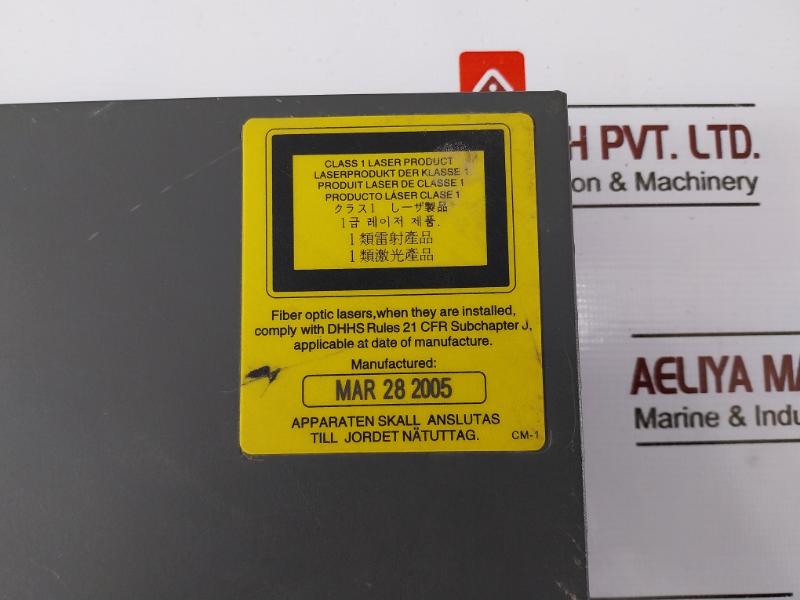 CLASS 1 LASER PRODUCT
LASERPRODUKT DER KLASSE 1
PRODUIT LASER DE CLASSE 1
PRODUCTO LÁSER CLASE 1
クラス1 レーザ製品
1급 레이저 제품.
1類雷射產品
1類激光產品
Fiber optic lasers,when they are installed,
comply with DHHS Rules 21 CFR Subchapter J,
applicable at date of manufacture.
Manufactured:
MAR 28 2005
APPARATEN SKALL ANSLUTAS
TILL JORDET NÄTUTTAG.
CM-1
H PVT. LTD.
on & Machinery
AELIYA MA
Marine & Indu